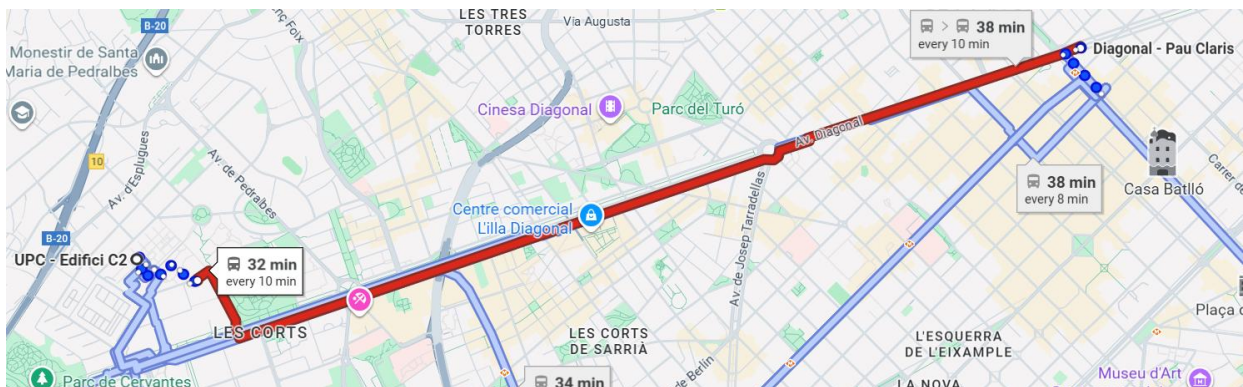 LES TRES
TORRES
Via Augusta
38 min
every 10 min
Diagonal - Pau Claris
B-20
Monestir de Santa
Maria de Pedralbes
Cinesa Diagonal
Parc del Turó
Av. Diagonal
10
Av. d'Esplugues
Av. de Pedralbes
38 min
every 8 min
Casa Batlló
Carrer de
Centre comercial
L'illa Diagonal
Av. de Josep Tarradellas
B-20
UPC - Edifici C2
32 min
every 10 min
LES CORTS
LES CORTS
DE SARRIÀ
L'ESQUERRA
DE L'EIXAMPLE
Plaça
de Berlín
34 min
Parc de Cervantes
LA NOVA
Museu d'Art